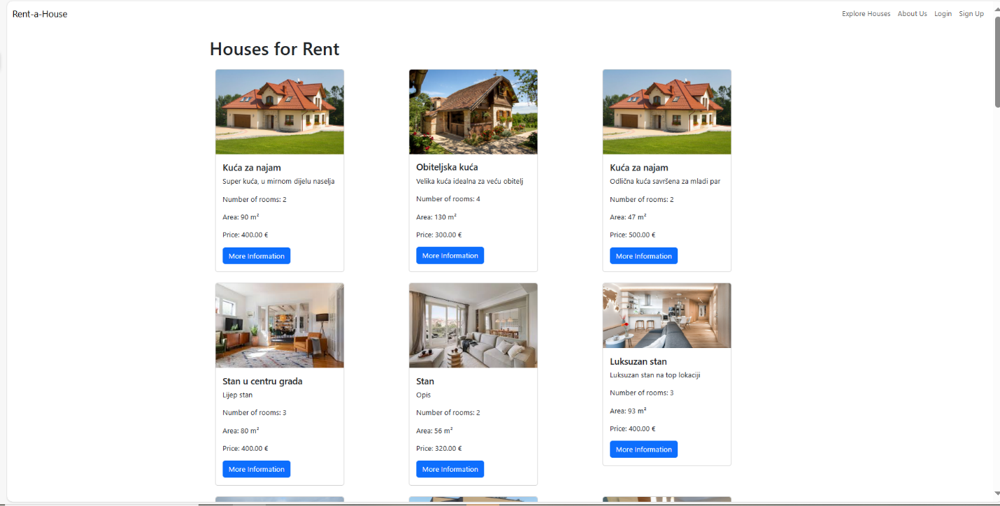 Rent-a-House
Explore Houses About Us Login Sign Up
Houses for Rent
Kuća za najam
Super kuća, u mirnom dijelu naselja
Number of rooms: 2
Area: 90 m²
Price: 400.00 €
More Information
Obiteljska kuća
Velika kuća idealna za veću obitelj
Number of rooms: 4
Area: 130 m²
Price: 300.00 €
More Information
Kuća za najam
Odlična kuća savršena za mladi par
Number of rooms: 2
Area: 47 m²
Price: 500.00 €
More Information
Stan u centru grada
Lijep stan
Number of rooms: 3
Area: 80 m²
Price: 400.00 €
More Information
Stan
Opis
Number of rooms: 2
Area: 56 m²
Price: 320.00 €
More Information
Luksuzan stan
Luksuzan stan na top lokaciji
Number of rooms: 3
Area: 93 m²
Price: 400.00 €
More Information